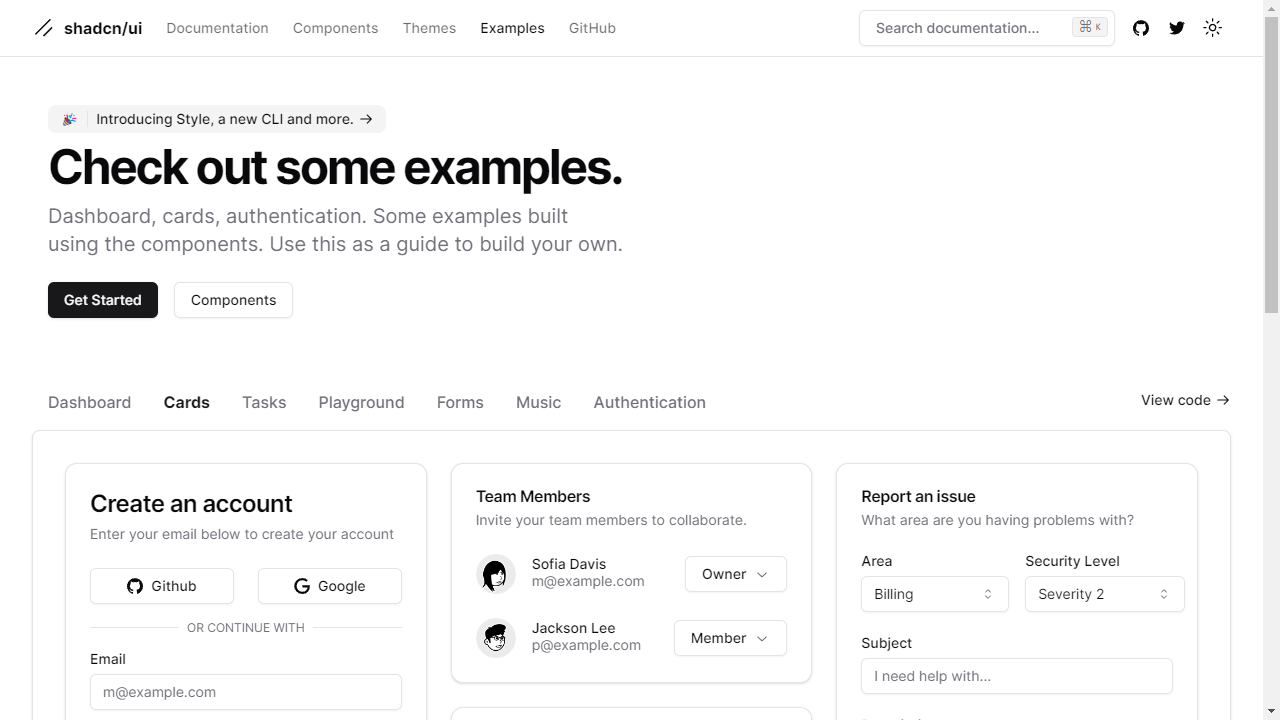 shadcn/ui Documentation Components Themes Examples GitHub Search documentation... ⌘ K
🎉 Introducing Style, a new CLI and more. →
Check out some examples.
Dashboard, cards, authentication. Some examples built
using the components. Use this as a guide to build your own.
Get Started Components
Dashboard Cards Tasks Playground Forms Music Authentication View code →
Create an account
Enter your email below to create your account
Github Google
OR CONTINUE WITH
Email
m@example.com
Team Members
Invite your team members to collaborate.
Sofia Davis
m@example.com
Owner
Jackson Lee
p@example.com
Member
Report an issue
What area are you having problems with?
Area Security Level
Billing Severity 2
Subject
I need help with...